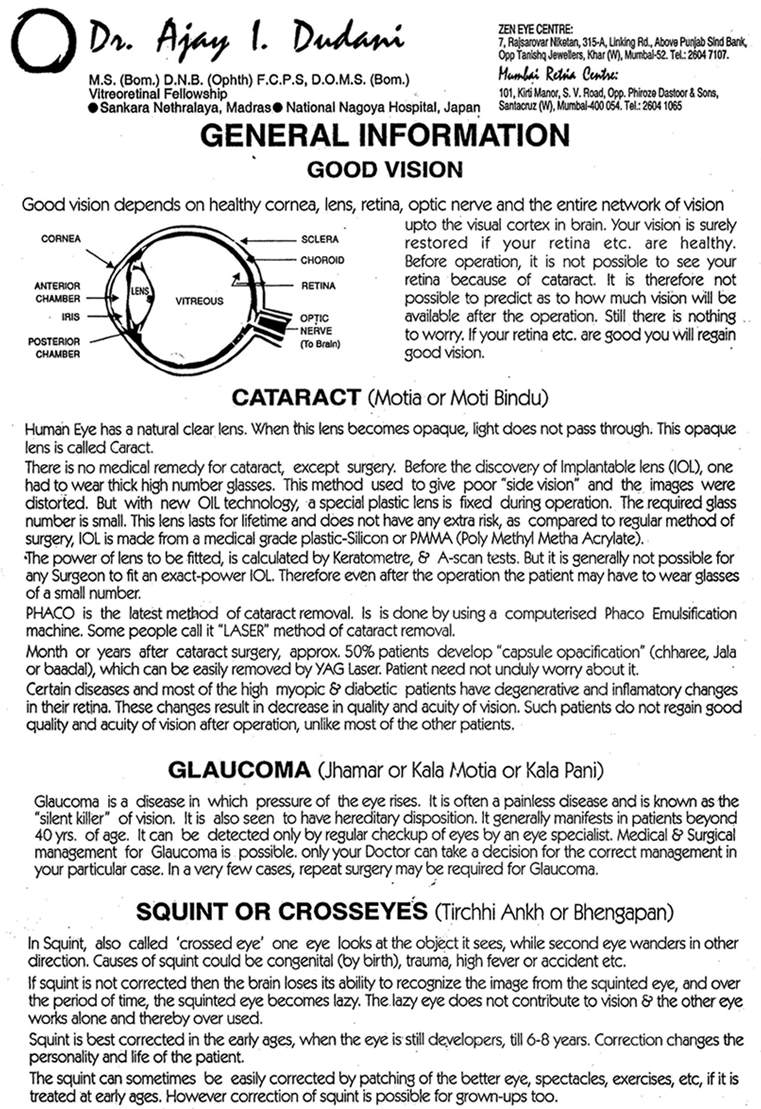 Dr. Ajay I. Dudani
M.S. (Bom.) D.N.B. (Ophth) F.C.P.S, D.O.M.S. (Bom.)
Vitreoretinal Fellowship
●Sankara Nethralaya, Madras● National Nagoya Hospital, Japan
ZEN EYE CENTRE:
7, Rajsarovar Niketan, 315-A, Linking Rd., Above Punjab Sind Bank,
Opp Tanishq Jewellers, Khar (W), Mumbai-52. Tel.: 2604 7107.
Mumbai Retina Centre:
101, Kirti Manor, S. V. Road, Opp. Phiroze Dastoor & Sons,
Santacruz (W), Mumbai-400 054. Tel.: 2604 1065
GENERAL INFORMATION
GOOD VISION
Good vision depends on healthy cornea, lens, retina, optic nerve and the entire network of vision
upto the visual cortex in brain. Your vision is surely
restored if your retina etc. are healthy.
Before operation, it is not possible to see your
retina because of cataract. It is therefore not
possible to predict as to how much vision will be
available after the operation. Still there is nothing
to worry. If your retina etc. are good you will regain
good vision.
CORNEA
ANTERIOR
CHAMBER
IRIS
POSTERIOR
CHAMBER
LENS
VITREOUS
SCLERA
CHOROID
RETINA
OPTIC
NERVE
(To Brain)
CATARACT (Motia or Moti Bindu)
Human Eye has a natural clear lens. When this lens becomes opaque, light does not pass through. This opaque
lens is called Caract.
There is no medical remedy for cataract, except surgery. Before the discovery of Implantable lens (IOL), one
had to wear thick high number glasses. This method used to give poor "side vision" and the images were
distorted. But with new OIL technology, a special plastic lens is fixed during operation. The required glass
number is small. This lens lasts for lifetime and does not have any extra risk, as compared to regular method of
surgery, IOL is made from a medical grade plastic-Silicon or PMMA (Poly Methyl Metha Acrylate).
The power of lens to be fitted, is calculated by Keratometre, & A-scan tests. But it is generally not possible for
any Surgeon to fit an exact-power IOL. Therefore even after the operation the patient may have to wear glasses
of a small number.
PHACO is the latest method of cataract removal. Is is done by using a computerised Phaco Emulsification
machine. Some people call it "LASER" method of cataract removal.
Month or years after cataract surgery, approx. 50% patients develop "capsule opacification" (chharee, Jala
or baadal), which can be easily removed by YAG Laser. Patient need not unduly worry about it.
Certain diseases and most of the high myopic & diabetic patients have degenerative and inflamatory changes
in their retina. These changes result in decrease in quality and acuity of vision. Such patients do not regain good
quality and acuity of vision after operation, unlike most of the other patients.
GLAUCOMA (Jhamar or Kala Motia or Kala Pani)
Glaucoma is a disease in which pressure of the eye rises. It is often a painless disease and is known as the
"silent killer" of vision. It is also seen to have hereditary disposition. It generally manifests in patients beyond
40 yrs. of age. It can be detected only by regular checkup of eyes by an eye specialist. Medical & Surgical
management for Glaucoma is possible. only your Doctor can take a decision for the correct management in
your particular case. In a very few cases, repeat surgery may be required for Glaucoma.
SQUINT OR CROSSEYES (Tirchhi Ankh or Bhengapan)
In Squint, also called 'crossed eye' one eye looks at the object it sees, while second eye wanders in other
direction. Causes of squint could be congenital (by birth), trauma, high fever or accident etc.
If squint is not corrected then the brain loses its ability to recognize the image from the squinted eye, and over
the period of time, the squinted eye becomes lazy. The lazy eye does not contribute to vision & the other eye
works alone and thereby over used.
Squint is best corrected in the early ages, when the eye is still developers, till 6-8 years. Correction changes the
personality and life of the patient.
The squint can sometimes be easily corrected by patching of the better eye, spectacles, exercises, etc, if it is
treated at early ages. However correction of squint is possible for grown-ups too.